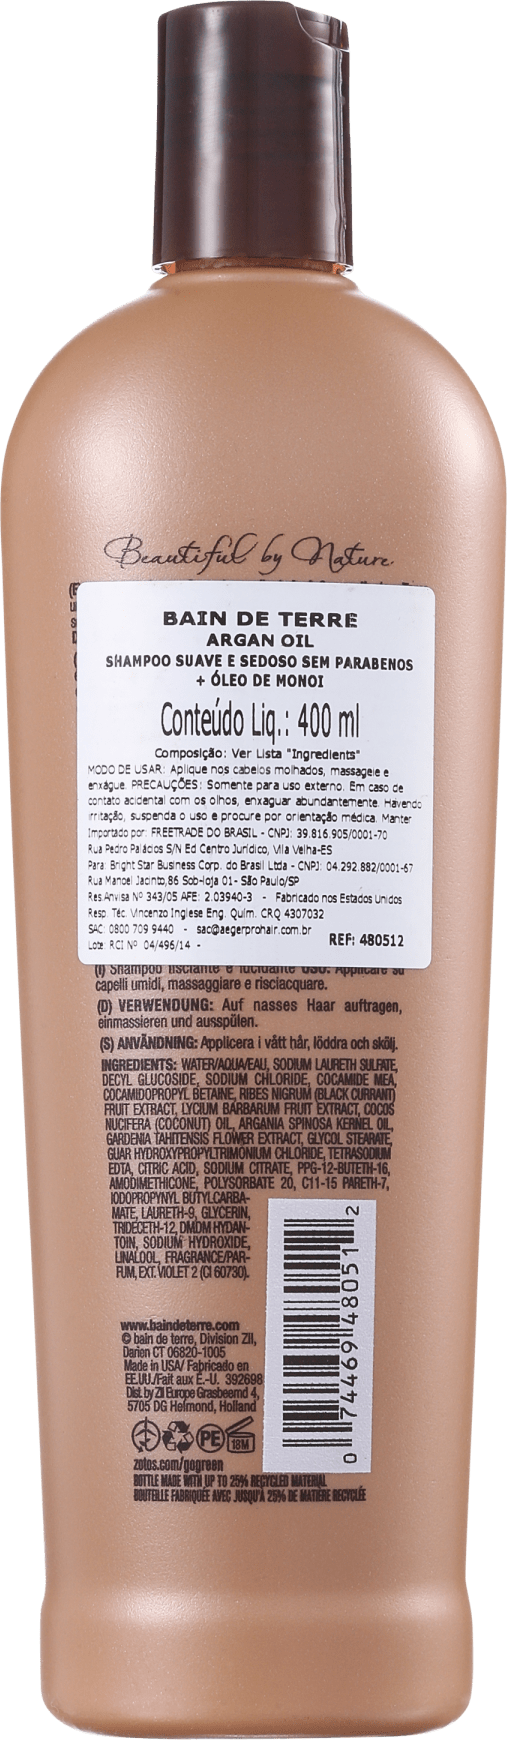 Beautiful by Nature.
BAIN DE TERRE
ARGAN OIL
SHAMPOO SUAVE E SEDOSO SEM PARABENOS
+ ÓLEO DE MONOI
Conteúdo Liq.: 400 ml
Composição: Ver Lista "Ingredients"
MODO DE USAR: Aplique nos cabelos molhados, massageie e
enxágue. PRECAUÇÕES: Somente para uso externo. Em caso de
contato acidental com os olhos, enxaguar abundantemente. Havendo
irritação, suspenda o uso e procure por orientação médica. Manter
Importado por: FREETRADE DO BRASIL - CNPJ: 39.816.905/0001-70
Rua Pedro Palácios S/N Ed Centro Jurídico, Vila Velha-ES
Para: Bright Star Business Corp. do Brasil Ltda - CNPJ: 04.292.882/0001-67
Rua Manoel Jacinto,86 Sob-loja 01- São Paulo/SP
Res Anvisa Nº 343/05 AFE: 2.03940-3 - Fabricado nos Estados Unidos
Resp. Téc. Vincenzo Inglese Eng. Quim. CRQ 4307032
SAC: 0800 709 9440 - sac@aegerprohair.com.br
Lote: RCI Nº 04/496/14 - REF: 480512
(I) Shampoo lisciante e lucidante USO: Applicare su
capelli umidi, massaggiare e risciacquare.
(D) VERWENDUNG: Auf nasses Haar auftragen,
einmassieren und ausspülen.
(S) ANVÄNDNING: Applicera i vått hår, löddra och skölj.
INGREDIENTS: WATER/AQUA/EAU, SODIUM LAURETH SULFATE,
DECYL GLUCOSIDE, SODIUM CHLORIDE, COCAMIDE MEA,
COCAMIDOPROPYL BETAINE, RIBES NIGRUM (BLACK CURRANT)
FRUIT EXTRACT, LYCIUM BARBARUM FRUIT EXTRACT, COCOS
NUCIFERA (COCONUT) OIL, ARGANIA SPINOSA KERNEL OIL,
GARDENIA TAHITENSIS FLOWER EXTRACT, GLYCOL STEARATE,
GUAR HYDROXYPROPYLTRIMONIUM CHLORIDE, TETRASODIUM
EDTA, CITRIC ACID, SODIUM CITRATE, PPG-12-BUTETH-16,
AMODIMETHICONE, POLYSORBATE 20, C11-15 PARETH-7,
IODOPROPYNYL BUTYLCARBA-
MATE, LAURETH-9, GLYCERIN,
TRIDECETH-12, DMDM HYDAN-
TOIN, SODIUM HYDROXIDE,
LINALOOL, FRAGRANCE/PAR-
FUM, EXT. VIOLET 2 (CI 60730).
0 74469 48051 2
www.baindeterre.com
© bain de terre, Division ZII,
Darien CT 06820-1005
Made in USA/ Fabricado en
EE.UU./Fait aux É.-U. 392698
Dist. by ZII Europe Grasbeemd 4,
5705 DG Helmond, Holland
PE 18M
zotos.com/gogreen
BOTTLE MADE WITH UP TO 25% RECYCLED MATERIAL
BOUTEILLE FABRIQUÉE AVEC JUSQU'À 25% DE MATIÈRE RECYCLÉE